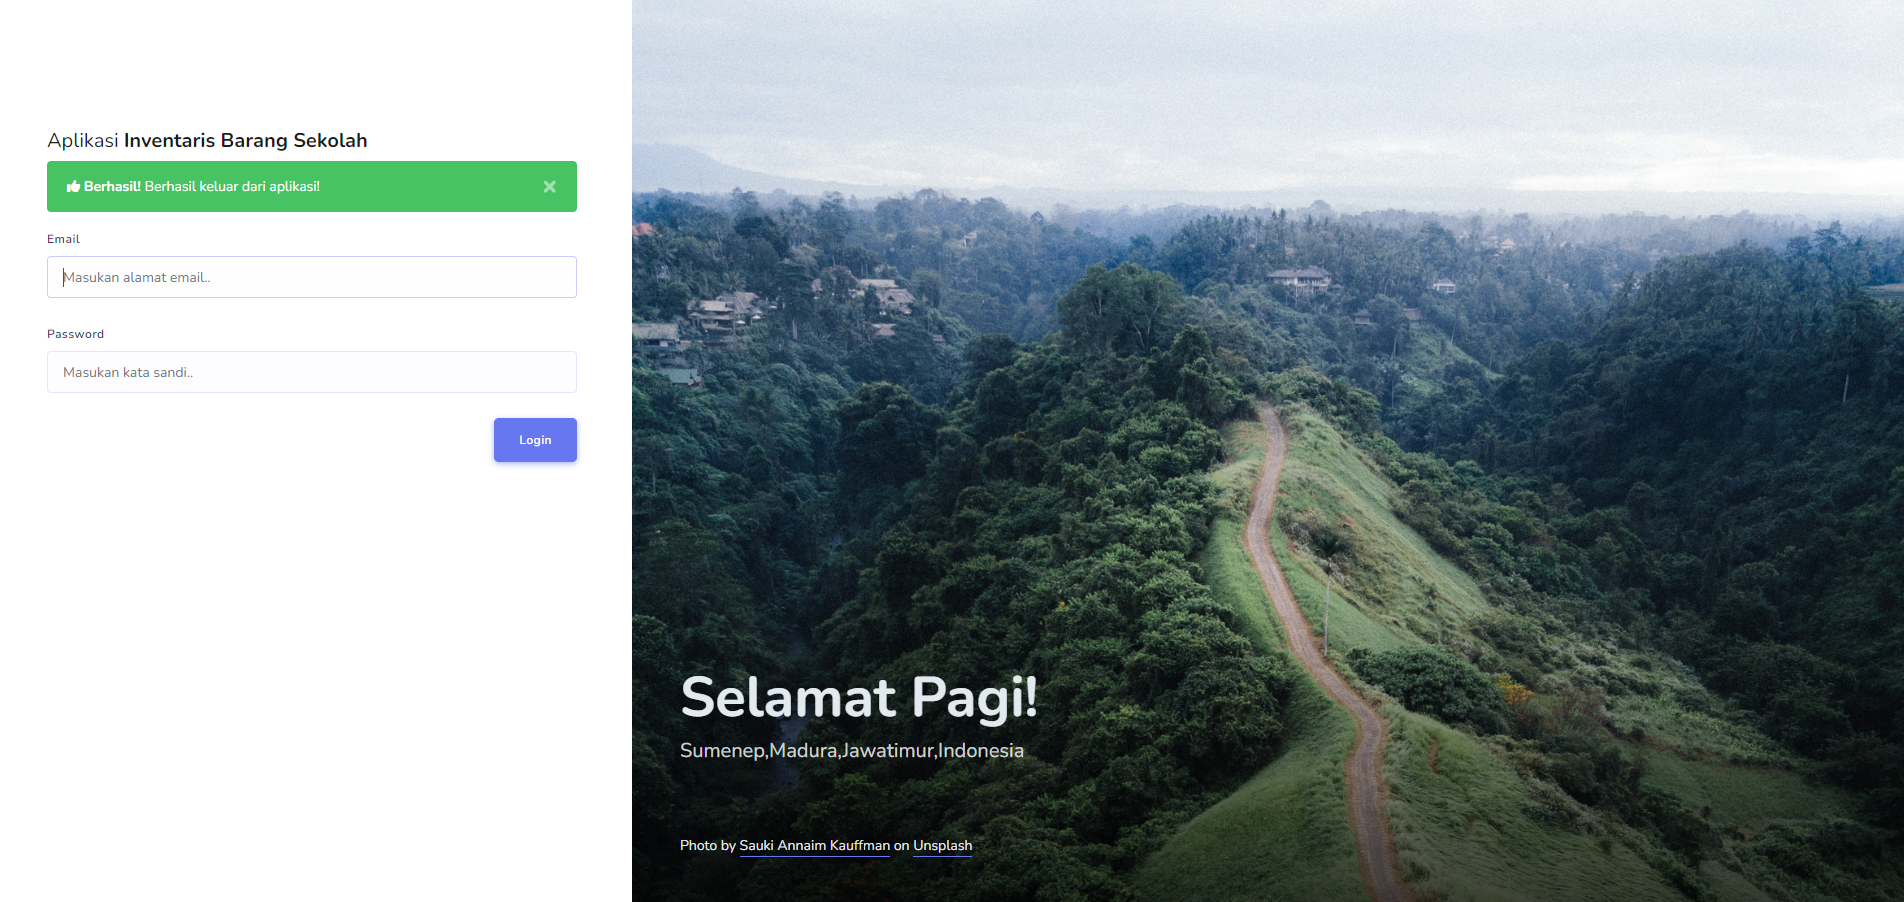 Aplikasi Inventaris Barang Sekolah
Berhasil! Berhasil keluar dari aplikasi!
Email
Masukan alamat email..
Password
Masukan kata sandi..
Login
Selamat Pagi!
Sumenep,Madura,Jawatimur,Indonesia
Photo by Sauki Annaim Kauffman on Unsplash